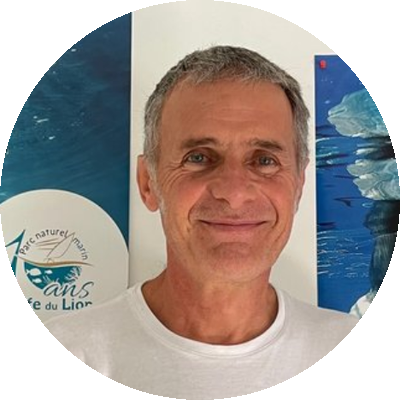 Parc naturel marin
ans
du Lion